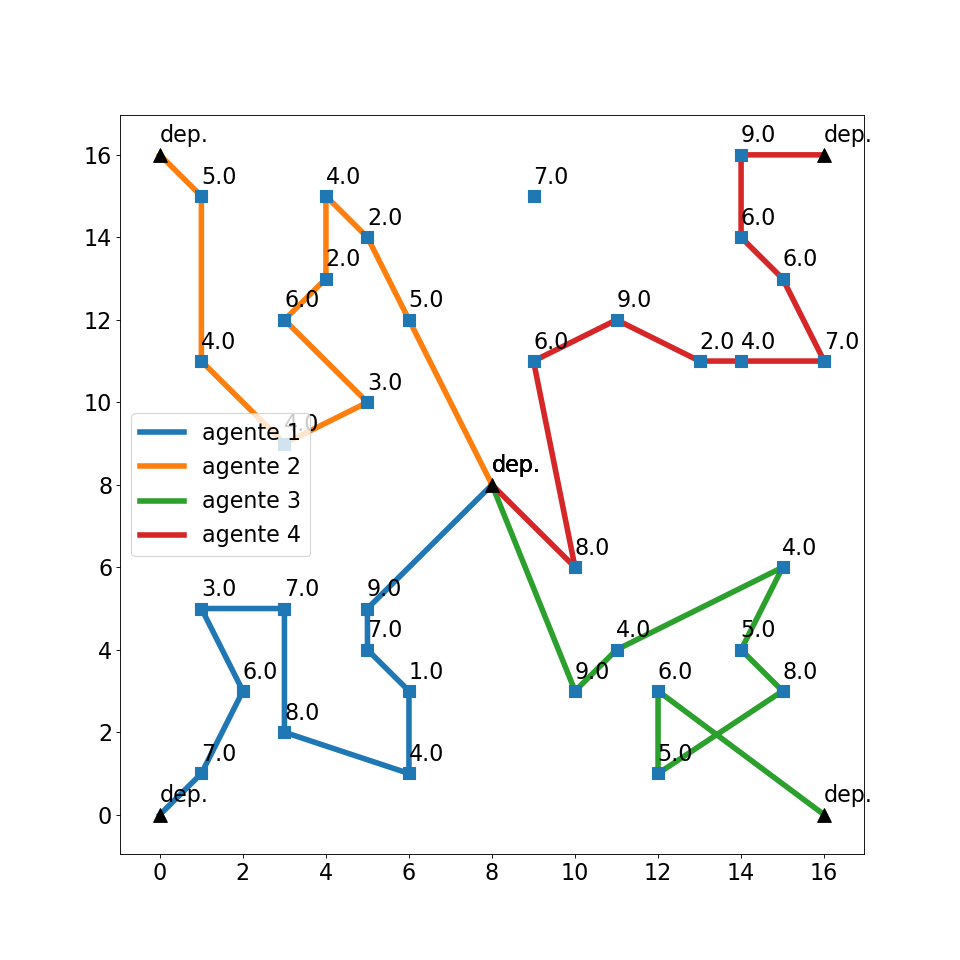 dep. 9.0 dep.
16
5.0 4.0 7.0
2.0 6.0
14
2.0 6.0
6.0 5.0 9.0
12
4.0 6.0 2.0 4.0 7.0
3.0
10
4.0
agente 1
agente 2
agente 3
agente 4
dep.
8
8.0 4.0
6
3.0 7.0 9.0
7.0 4.0 5.0
4
6.0 1.0 9.0 6.0 8.0
8.0
2
7.0 4.0 5.0
dep. dep.
0
0 2 4 6 8 10 12 14 16